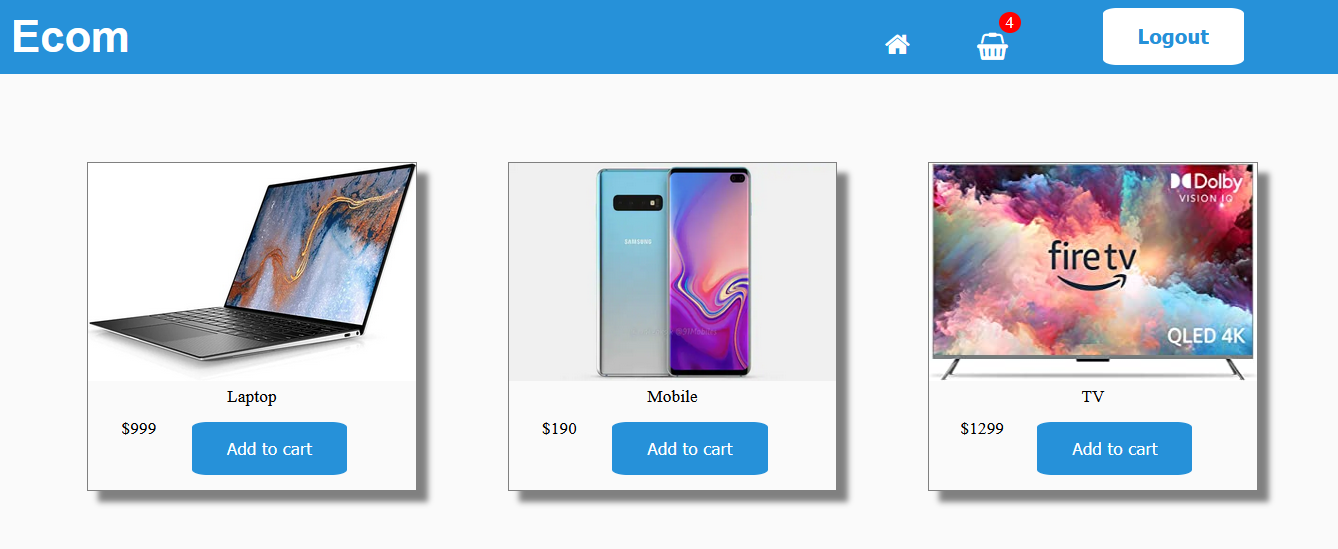 Ecom
4
Logout
SAMSUNG
Dolby
VISION IQ
fire tv
QLED 4K
Laptop
Mobile
TV
$999
Add to cart
$190
Add to cart
$1299
Add to cart